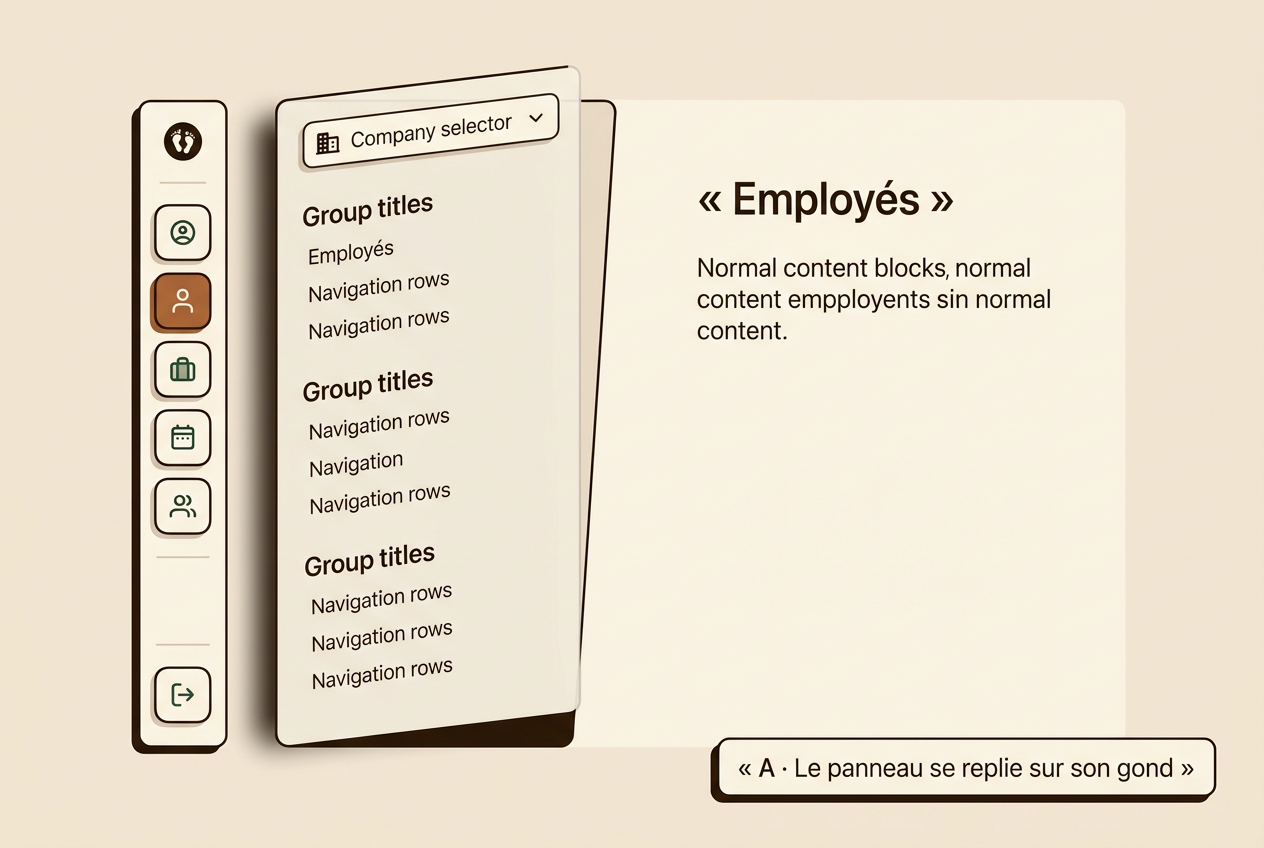 Company selector
Group titles
Employés
Navigation rows
Navigation rows
Group titles
Navigation rows
Navigation
Navigation rows
Group titles
Navigation rows
Navigation rows
Navigation rows
« Employés »
Normal content blocks, normal
content empployents sin normal
content.
« A · Le panneau se replie sur son gond »